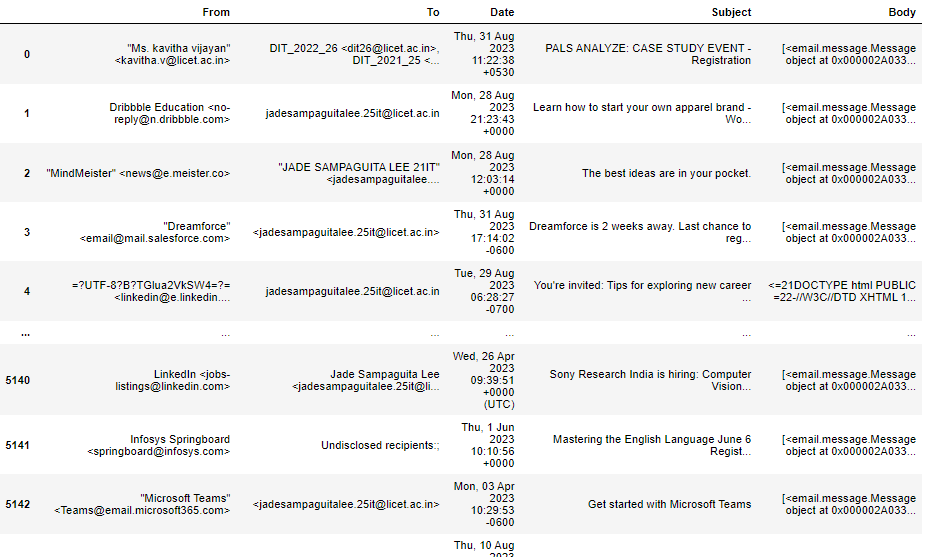 From To Date Subject Body
0 "Ms. kavitha vijayan" <kavitha.v@licet.ac.in> DIT_2022_26 <dit26@licet.ac.in>, DIT_2021_25 <... Thu, 31 Aug 2023 11:22:38 +0530 PALS ANALYZE: CASE STUDY EVENT - Registration [<email.message.Message object at 0x000002A033...
1 Dribbble Education <no-reply@n.dribbble.com> jadesampaguitalee.25it@licet.ac.in Mon, 28 Aug 2023 21:23:43 +0000 Learn how to start your own apparel brand - Wo... [<email.message.Message object at 0x000002A033...
2 "MindMeister" <news@e.meister.co> "JADE SAMPAGUITA LEE 21IT" <jadesampaguitalee.... Mon, 28 Aug 2023 12:03:14 +0000 The best ideas are in your pocket. [<email.message.Message object at 0x000002A033...
3 "Dreamforce" <email@mail.salesforce.com> <jadesampaguitalee.25it@licet.ac.in> Thu, 31 Aug 2023 17:14:02 -0600 Dreamforce is 2 weeks away. Last chance to reg... [<email.message.Message object at 0x000002A033...
4 =?UTF-8?B?TGlua2VkSW4=?= <linkedin@e.linkedin.... jadesampaguitalee.25it@licet.ac.in Tue, 29 Aug 2023 06:28:27 -0700 You're invited: Tips for exploring new career ... <=21DOCTYPE html PUBLIC =22-//W3C//DTD XHTML 1...
... ... ... ... ... ...
5140 LinkedIn <jobs-listings@linkedin.com> Jade Sampaguita Lee <jadesampaguitalee.25it@li... Wed, 26 Apr 2023 09:39:51 +0000 (UTC) Sony Research India is hiring: Computer Vision... [<email.message.Message object at 0x000002A033...
5141 Infosys Springboard <springboard@infosys.com> Undisclosed recipients:; Thu, 1 Jun 2023 10:10:56 +0000 Mastering the English Language June 6 Regist... [<email.message.Message object at 0x000002A033...
5142 "Microsoft Teams" <Teams@email.microsoft365.com> <jadesampaguitalee.25it@licet.ac.in> Mon, 03 Apr 2023 10:29:53 -0600 Get started with Microsoft Teams [<email.message.Message object at 0x000002A033...
Thu, 10 Aug 2023